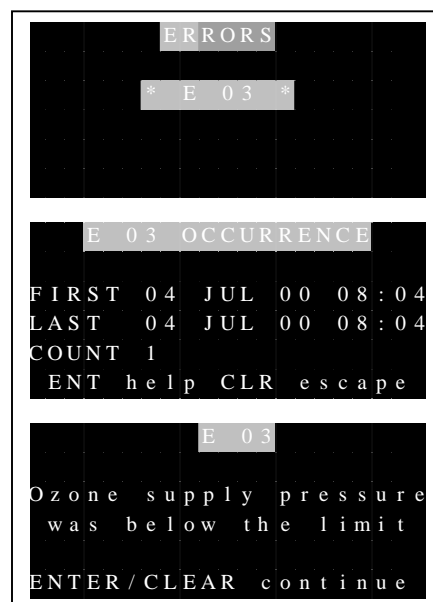 ERRORS
* E 03 *
E 03 OCCURRENCE
FIRST 04 JUL 00 08:04
LAST 04 JUL 00 08:04
COUNT 1
ENT help CLR escape
E 03
Ozone supply pressure
was below the limit
ENTER/CLEAR continue